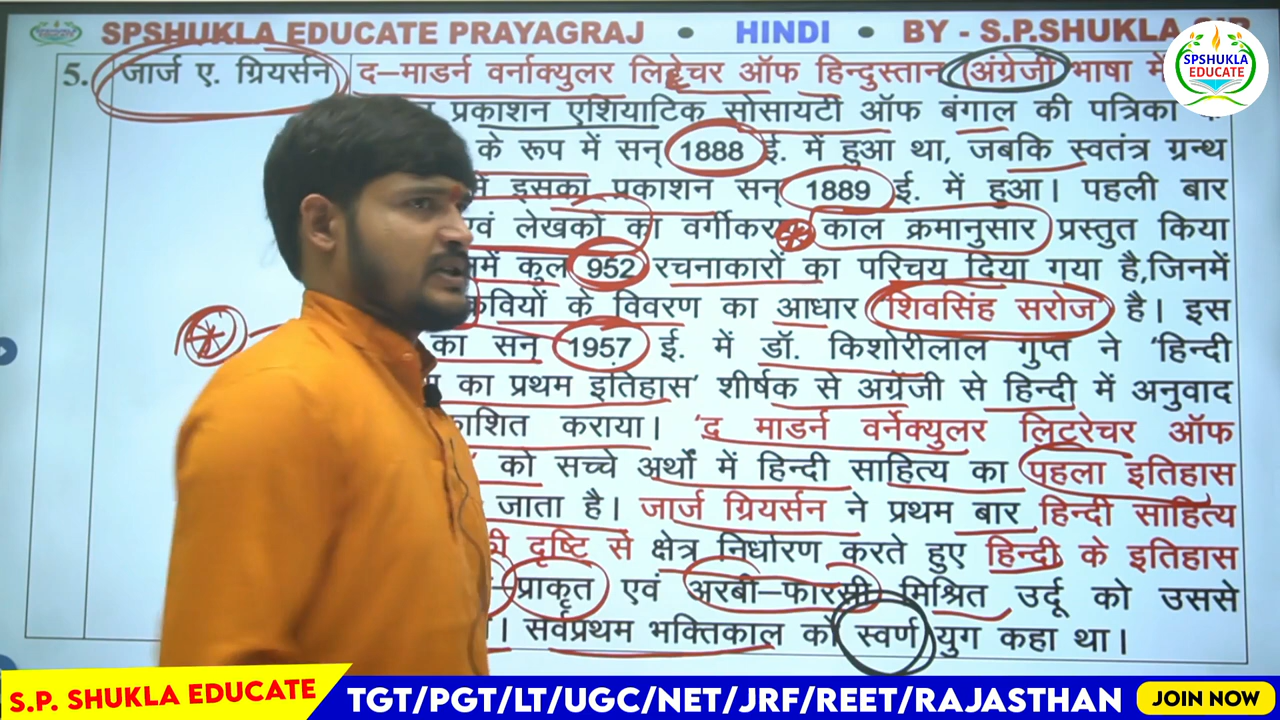 SPSHUKLA EDUCATE PRAYAGRAJ • HINDI • BY - S.P.SHUKLA
SPSHUKLA
EDUCATE
5. जार्ज ए. ग्रियर्सन द–माडर्न वर्नाक्युलर लिट्रेचर ऑफ हिन्दुस्तान (अंग्रेजी भाषा में
प्रकाशन एशियाटिक सोसायटी ऑफ बंगाल की पत्रिका
के रूप में सन् 1888 ई. में हुआ था, जबकि स्वतंत्र ग्रन्थ
में इसका प्रकाशन सन् 1889 ई. में हुआ। पहली बार
एवं लेखकों का वर्गीकरण काल क्रमानुसार प्रस्तुत किया
कुल 952 रचनाकारों का परिचय दिया गया है,जिनमें
कवियों के विवरण का आधार 'शिवसिंह सरोज' है। इस
का सन् 1957 ई. में डॉ. किशोरीलाल गुप्त ने 'हिन्दी
का प्रथम इतिहास' शीर्षक से अंग्रेजी से हिन्दी में अनुवाद
कराया। 'द माडर्न वर्नेक्युलर लिटरेचर ऑफ
को सच्चे अर्थों में हिन्दी साहित्य का पहला इतिहास
जाता है। जार्ज ग्रियर्सन ने प्रथम बार हिन्दी साहित्य
की दृष्टि से क्षेत्र निर्धारण करते हुए हिन्दी के इतिहास
प्राकृत एवं अरबी–फारसी मिश्रित उर्दू को उससे
सर्वप्रथम भक्तिकाल को स्वर्ण युग कहा था।
S.P. SHUKLA EDUCATE
TGT/PGT/LT/UGC/NET/JRF/REET/RAJASTHAN
JOIN NOW